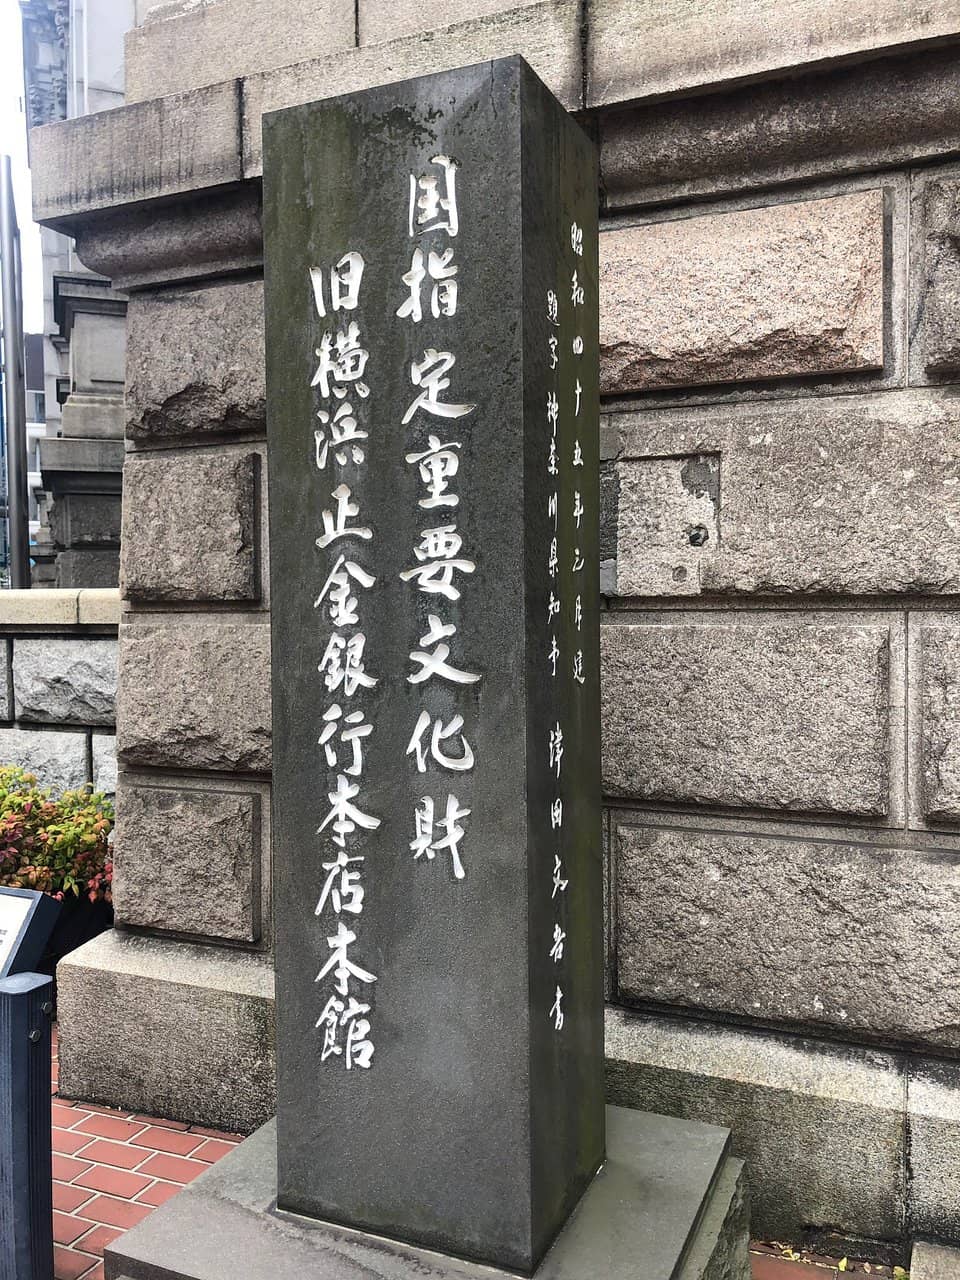 国指定重要文化財
旧横浜正金銀行本店本館
昭和四十五年三月建
題字神奈川県知事 津田文吾書